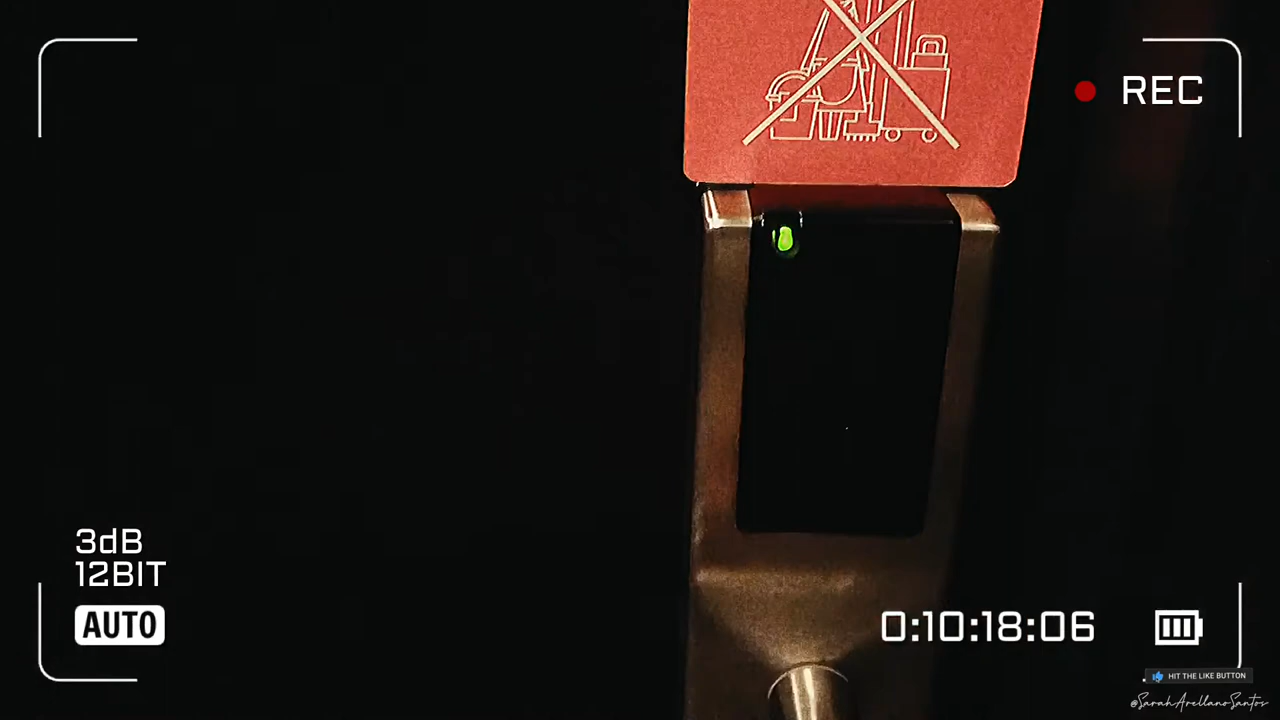 REC
3dB
12BIT
AUTO
0:10:18:06
HIT THE LIKE BUTTON
@SarahArellanoSantos